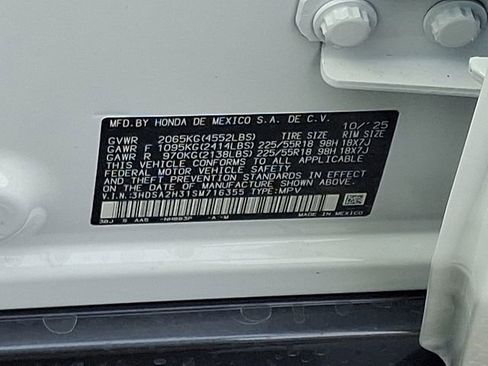 MFD.BY HONDA DE MEXICO S.A. DE C.V. 10/'25
GVWR 2065KG(4552LBS) TIRE SIZE RIM SIZE
GAWR F 1095KG(2414LBS) 225/55R18 98H 18X7J
GAWR R 970KG(2138LBS) 225/55R18 98H 18X7J
THIS VEHICLE CONFORMS TO ALL APPLICABLE
FEDERAL MOTOR VEHICLE SAFETY AND
THEFT PREVENTION STANDARDS IN EFFECT
ON THE DATE OF MANUFACTURE SHOWN ABOVE.
V.I.N.:3HDSA2H31SM716355 TYPE:MPV
MADE IN MEXICO